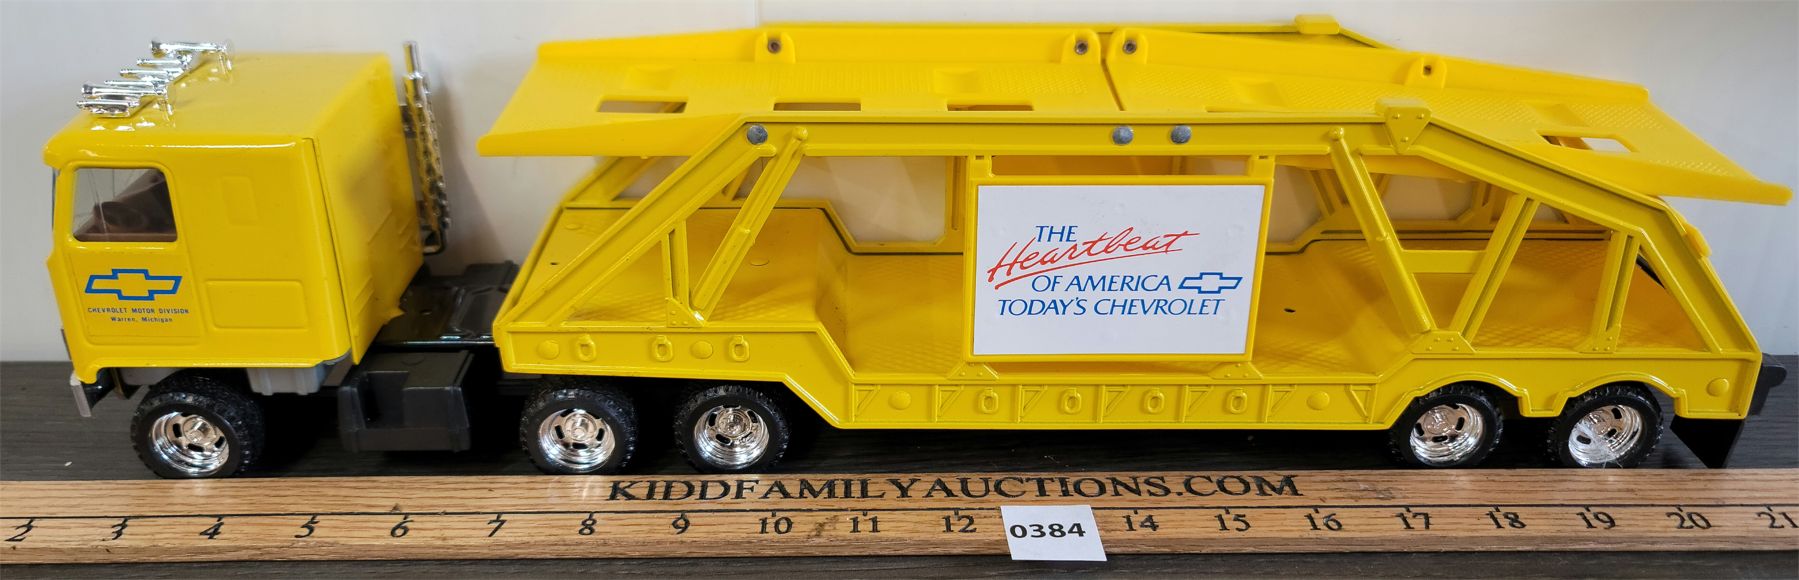 CHEVROLET MOTOR DIVISION
Warren, Michigan
THE
Heartbeat
OF AMERICA
TODAY'S CHEVROLET
KIDDFAMILYAUCTIONS.COM
2 3 4 5 6 7 8 9 10 11 12 14 15 16 17 18 19 20 21
0384